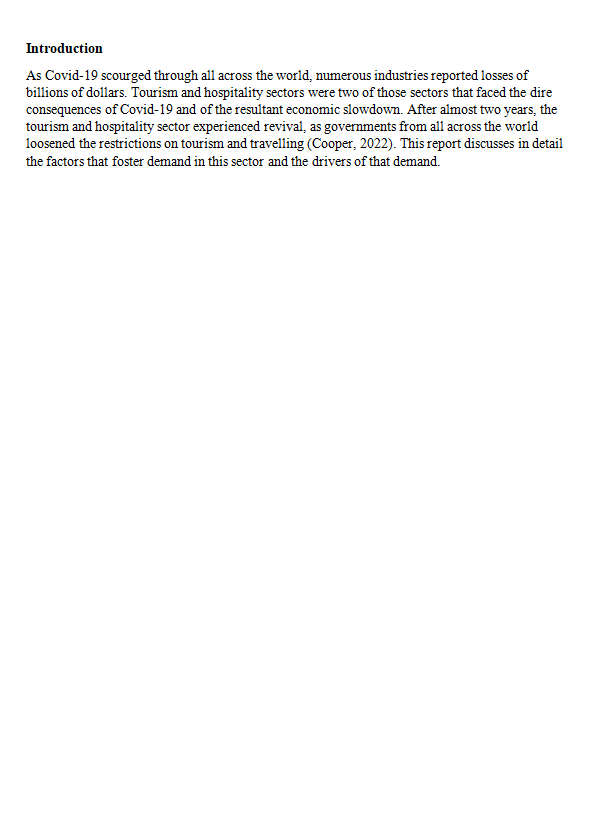 Introduction
As Covid-19 scourged through all across the world, numerous industries reported losses of
billions of dollars. Tourism and hospitality sectors were two of those sectors that faced the dire
consequences of Covid-19 and of the resultant economic slowdown. After almost two years, the
tourism and hospitality sector experienced revival, as governments from all across the world
loosened the restrictions on tourism and travelling (Cooper, 2022). This report discusses in detail
the factors that foster demand in this sector and the drivers of that demand.